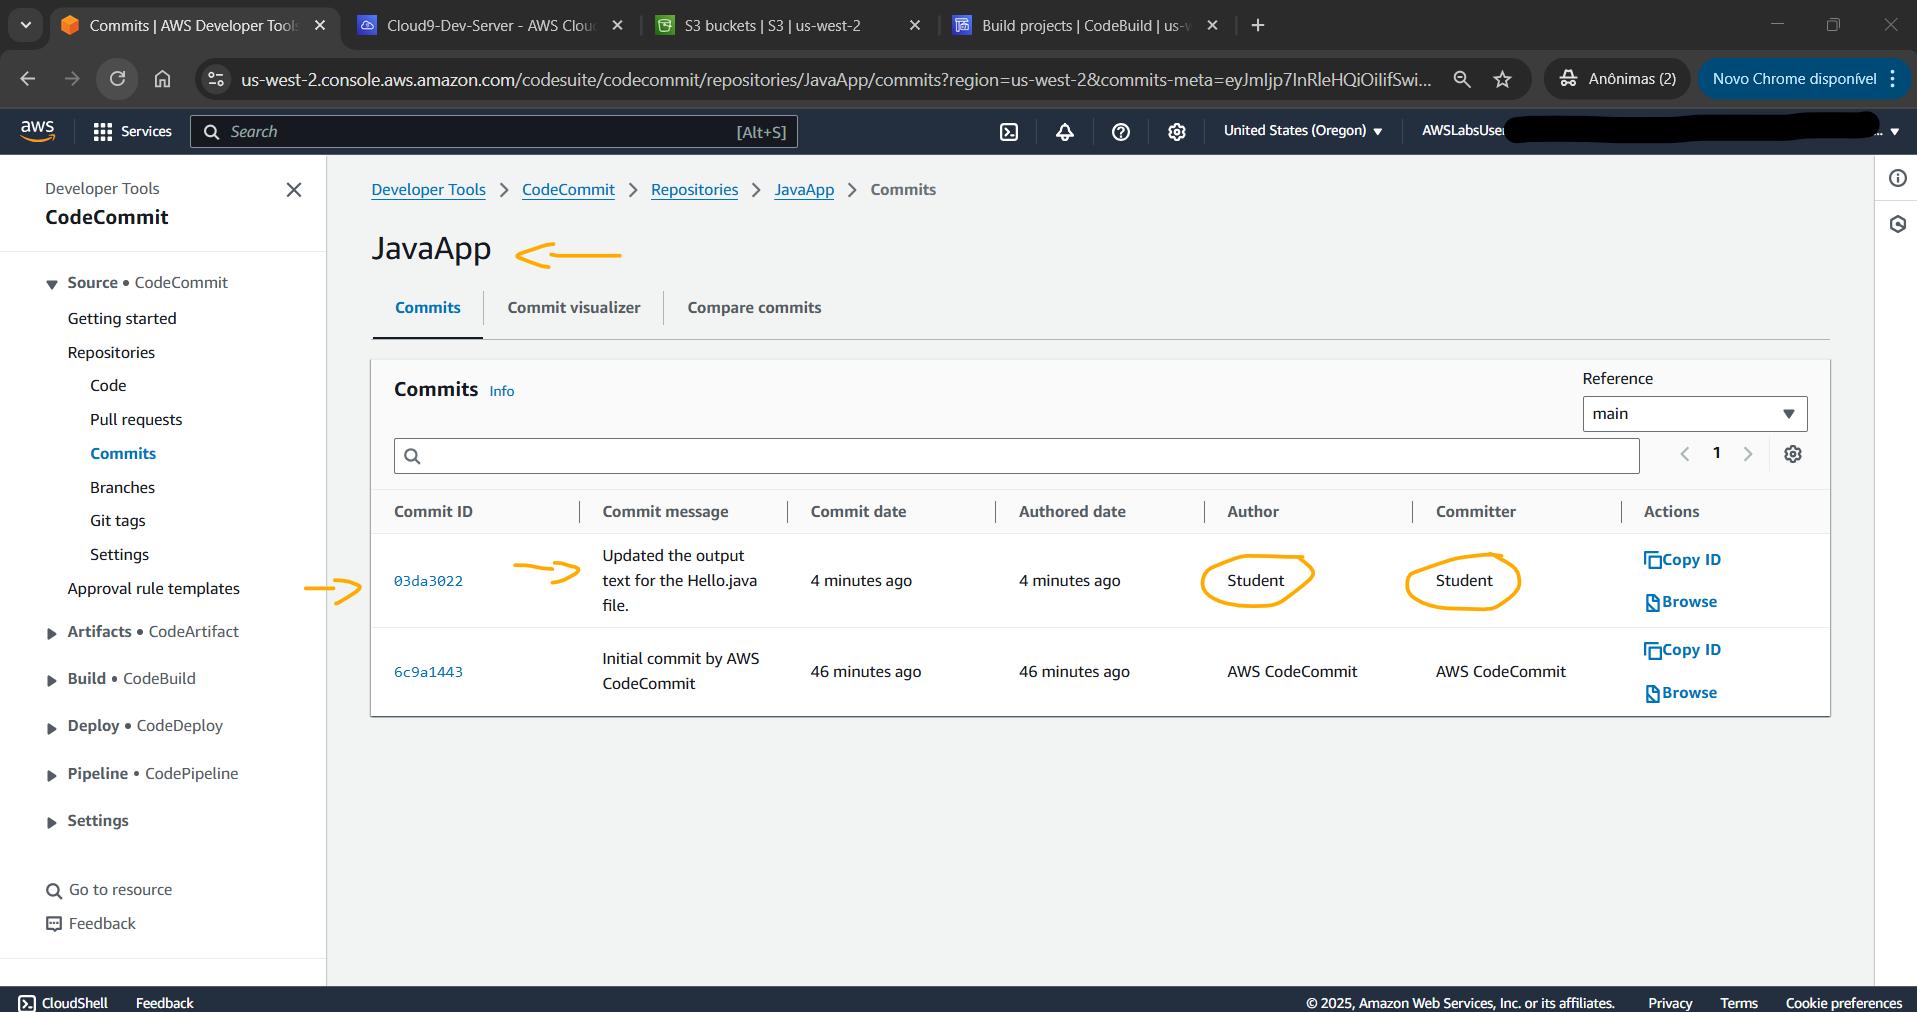 Commits | AWS Developer Tools
Cloud9-Dev-Server - AWS Clou
S3 buckets | S3 | us-west-2
Build projects | CodeBuild | us-w
us-west-2.console.aws.amazon.com/codesuite/codecommit/repositories/JavaApp/commits?region=us-west-2&commits-meta=eyJmIjp7InRleHQiOiIifSwi...
Anônimas (2)
Novo Chrome disponível
aws
Services
Search
[Alt+S]
United States (Oregon)
AWSLabsUser
...
Developer Tools
CodeCommit
Source • CodeCommit
Getting started
Repositories
Code
Pull requests
Commits
Branches
Git tags
Settings
Approval rule templates
Artifacts • CodeArtifact
Build • CodeBuild
Deploy • CodeDeploy
Pipeline • CodePipeline
Settings
Go to resource
Feedback
Developer Tools > CodeCommit > Repositories > JavaApp > Commits
JavaApp
Commits
Commit visualizer
Compare commits
Commits Info
Reference
main
1
Commit ID
Commit message
Commit date
Authored date
Author
Committer
Actions
03da3022
Updated the output
text for the Hello.java
file.
4 minutes ago
4 minutes ago
Student
Student
Copy ID
Browse
6c9a1443
Initial commit by AWS
CodeCommit
46 minutes ago
46 minutes ago
AWS CodeCommit
AWS CodeCommit
Copy ID
Browse
CloudShell
Feedback
© 2025, Amazon Web Services, Inc. or its affiliates.
Privacy
Terms
Cookie preferences